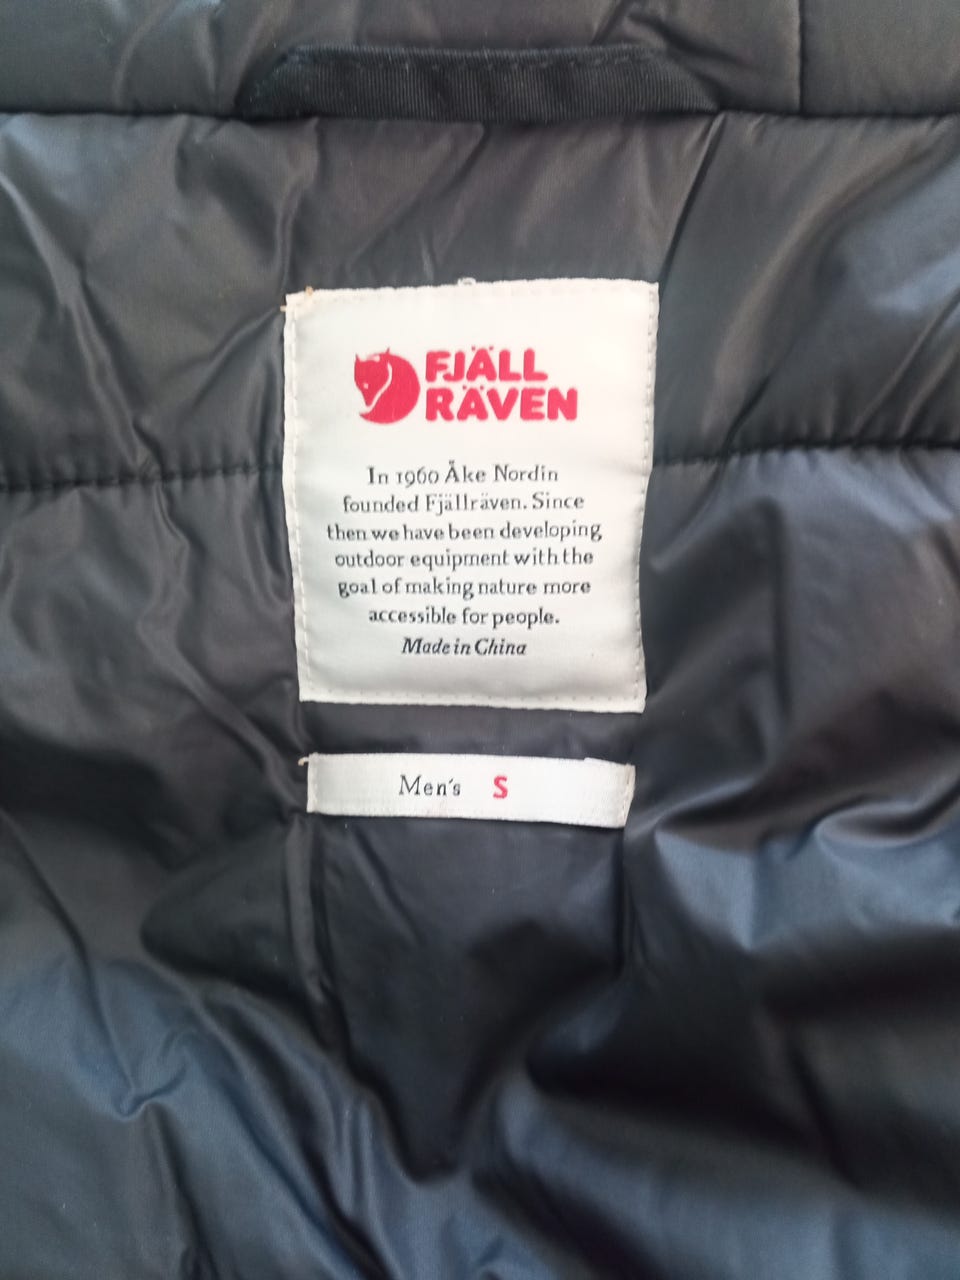 FJÄLL
RÄVEN
In 1960 Åke Nordin
founded Fjällräven. Since
then we have been developing
outdoor equipment with the
goal of making nature more
accessible for people.
Made in China
Men's S